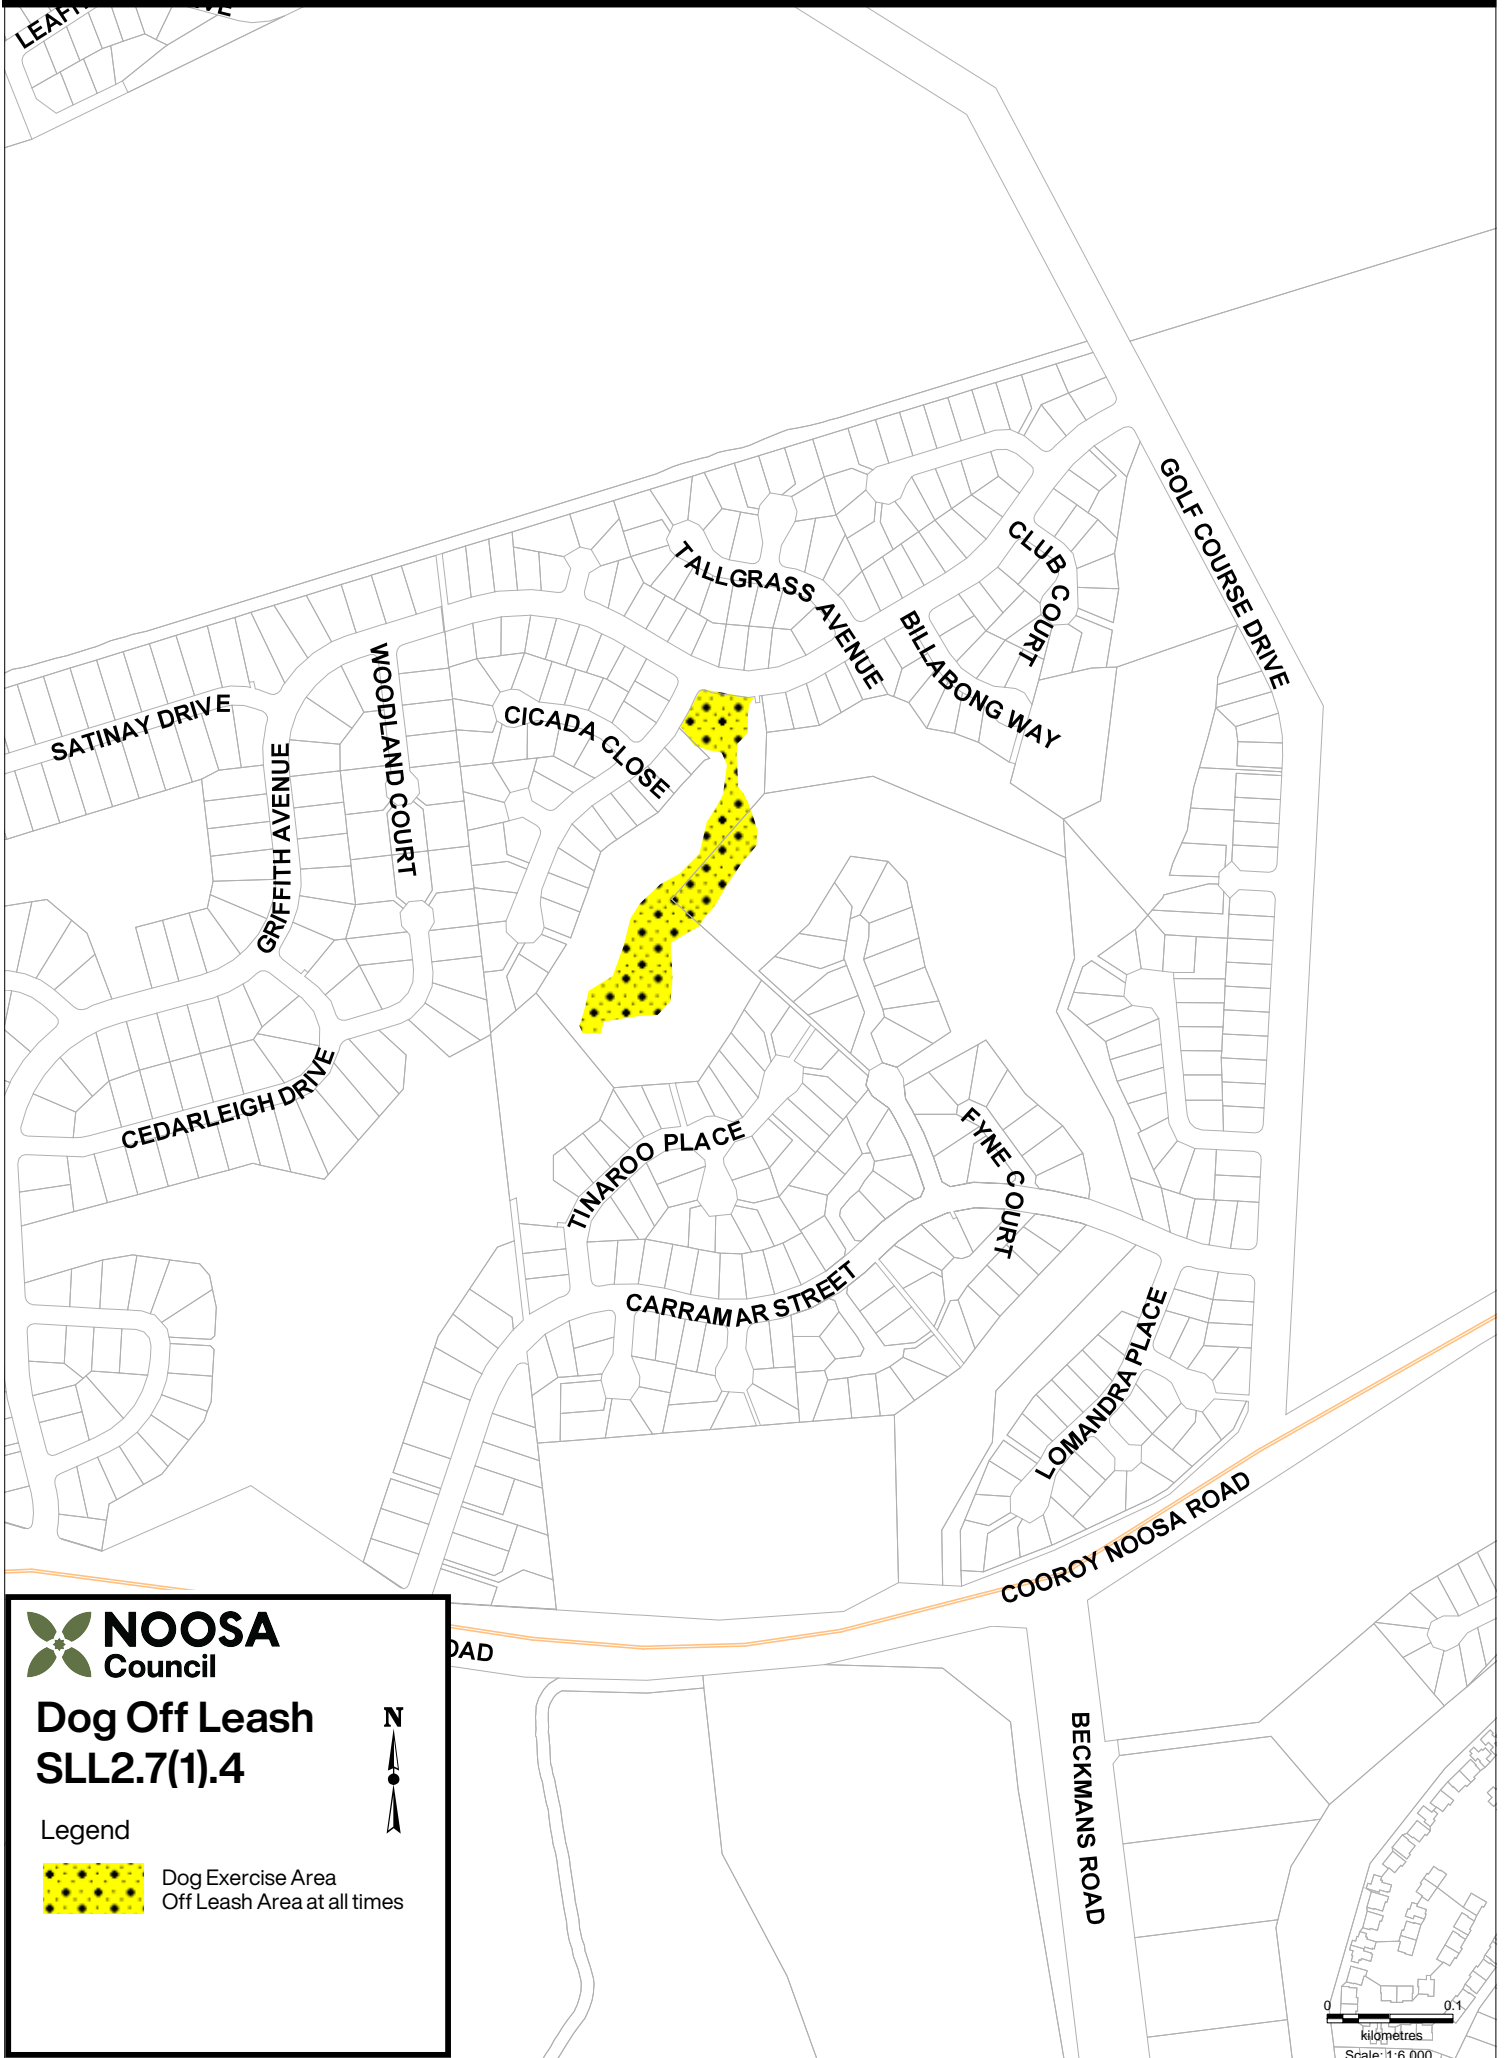 SATINAY DRIVE
GRIFFITH AVENUE
WOODLAND COURT
CICADA CLOSE
TALLGRASS AVENUE
BILLABONG WAY
CLUB COURT
GOLF COURSE DRIVE
CEDARLEIGH DRIVE
TINAROO PLACE
FYNE COURT
CARRAMAR STREET
LOMANDRA PLACE
COOROY NOOSA ROAD
OAD
BECKMANS ROAD
NOOSA
Council
Dog Off Leash
SLL2.7(1).4
N
Legend
Dog Exercise Area
Off Leash Area at all times
0 0.1
kilometres
Scale: 1:6,000